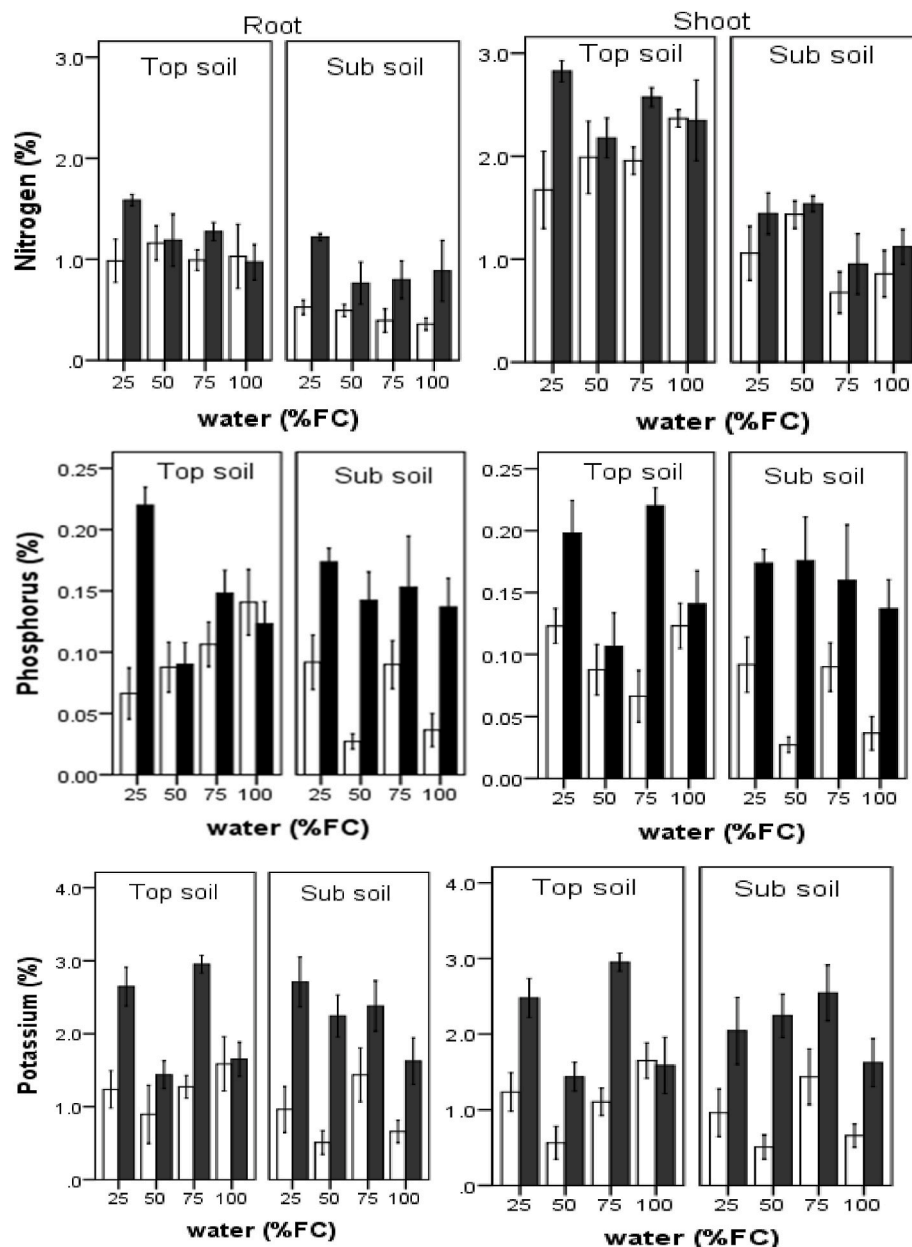 Root
Shoot
Nitrogen (%)
3.0
2.0
1.0
.0
Top soil
Sub soil
25 50 75 100
25 50 75 100
water (%FC)
3.0
2.0
1.0
.0
Top soil
Sub soil
25 50 75 100
25 50 75 100
water (%FC)
Phosphorus (%)
0.25
0.20
0.15
0.10
0.05
0.00
Top soil
Sub soil
25 50 75 100
25 50 75 100
water (%FC)
0.25
0.20
0.15
0.10
0.05
0.00
Top soil
Sub soil
25 50 75 100
25 50 75 100
water (%FC)
Potassium (%)
4.0
3.0
2.0
1.0
.0
Top soil
Sub soil
25 50 75 100
25 50 75 100
water (%FC)
4.0
3.0
2.0
1.0
.0
Top soil
Sub soil
25 50 75 100
25 50 75 100
water (%FC)